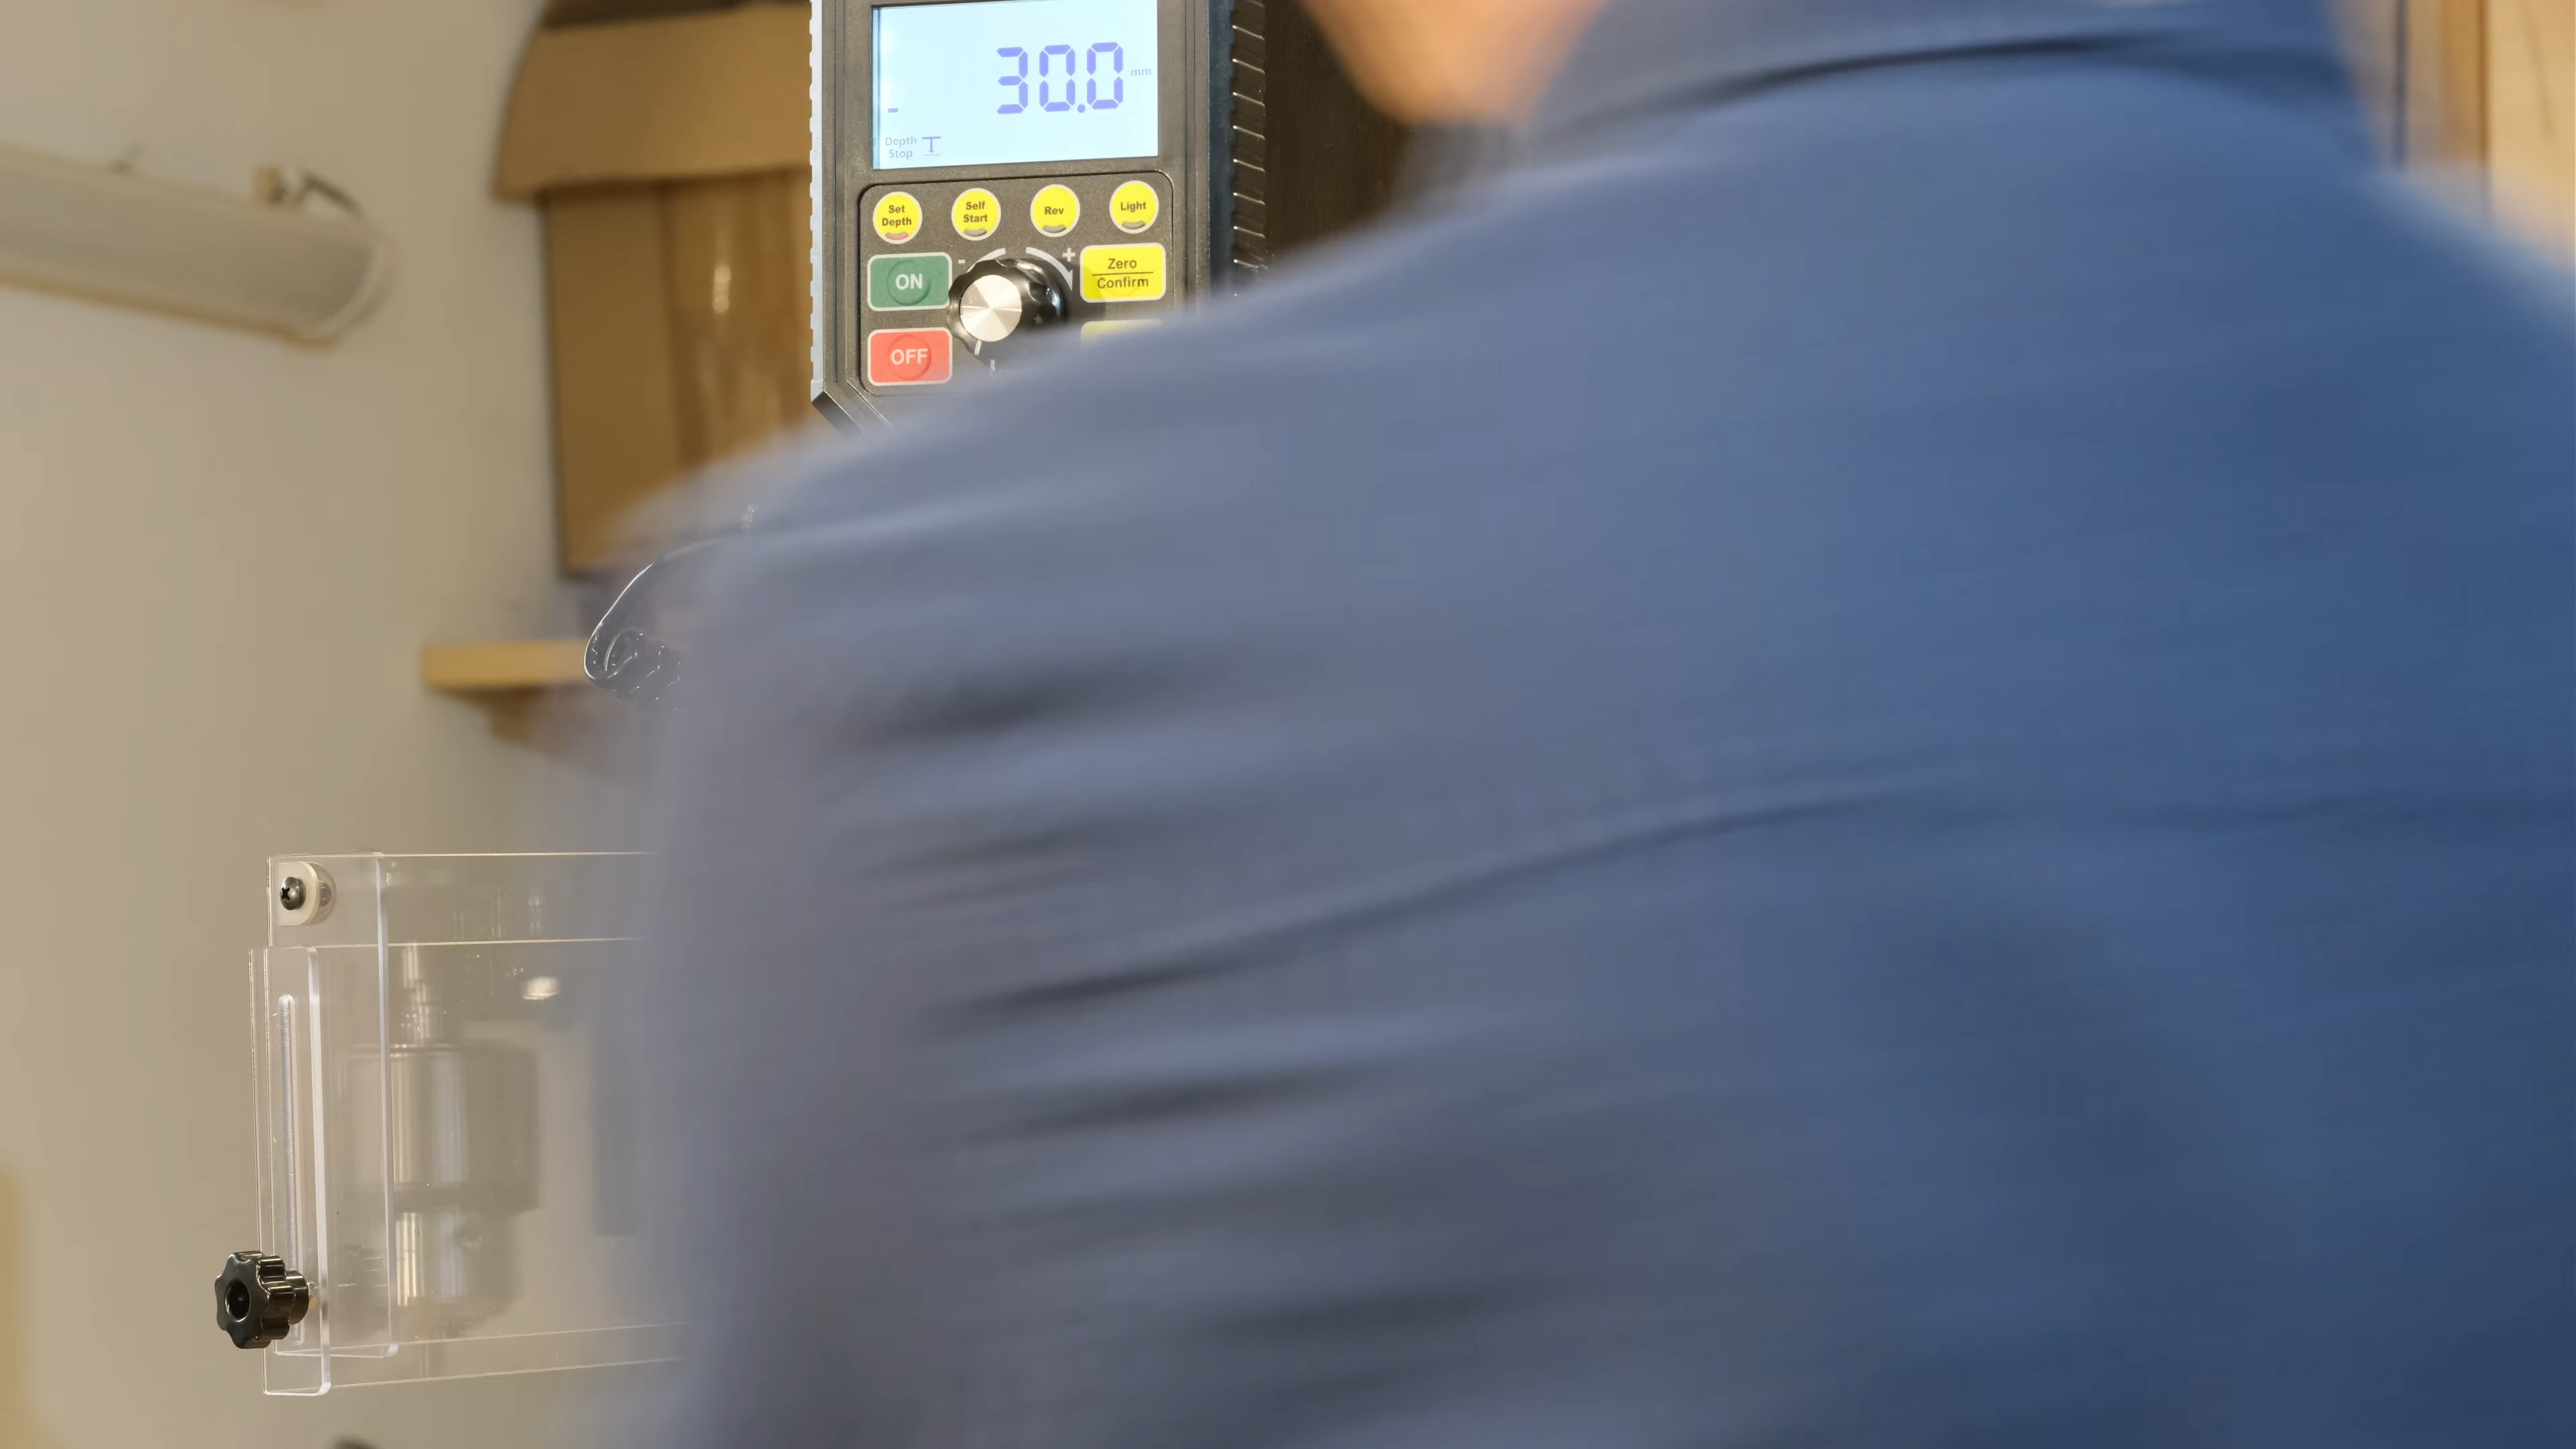 30.0 mm
-
Depth
Stop
Set
Depth
Self
Start
Rev
Light
- +
ON
Zero
Confirm
OFF